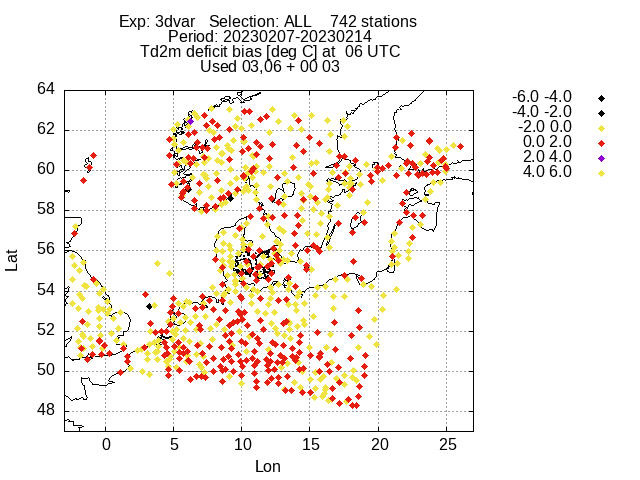 Exp: 3dvar Selection: ALL 742 stations
Period: 20230207-20230214
Td2m deficit bias [deg C] at 06 UTC
Used 03,06 + 00 03
-6.0 -4.0
-4.0 -2.0
-2.0 0.0
0.0 2.0
2.0 4.0
4.0 6.0
64
62
60
58
56
54
52
50
48
Lat
0 5 10 15 20 25
Lon